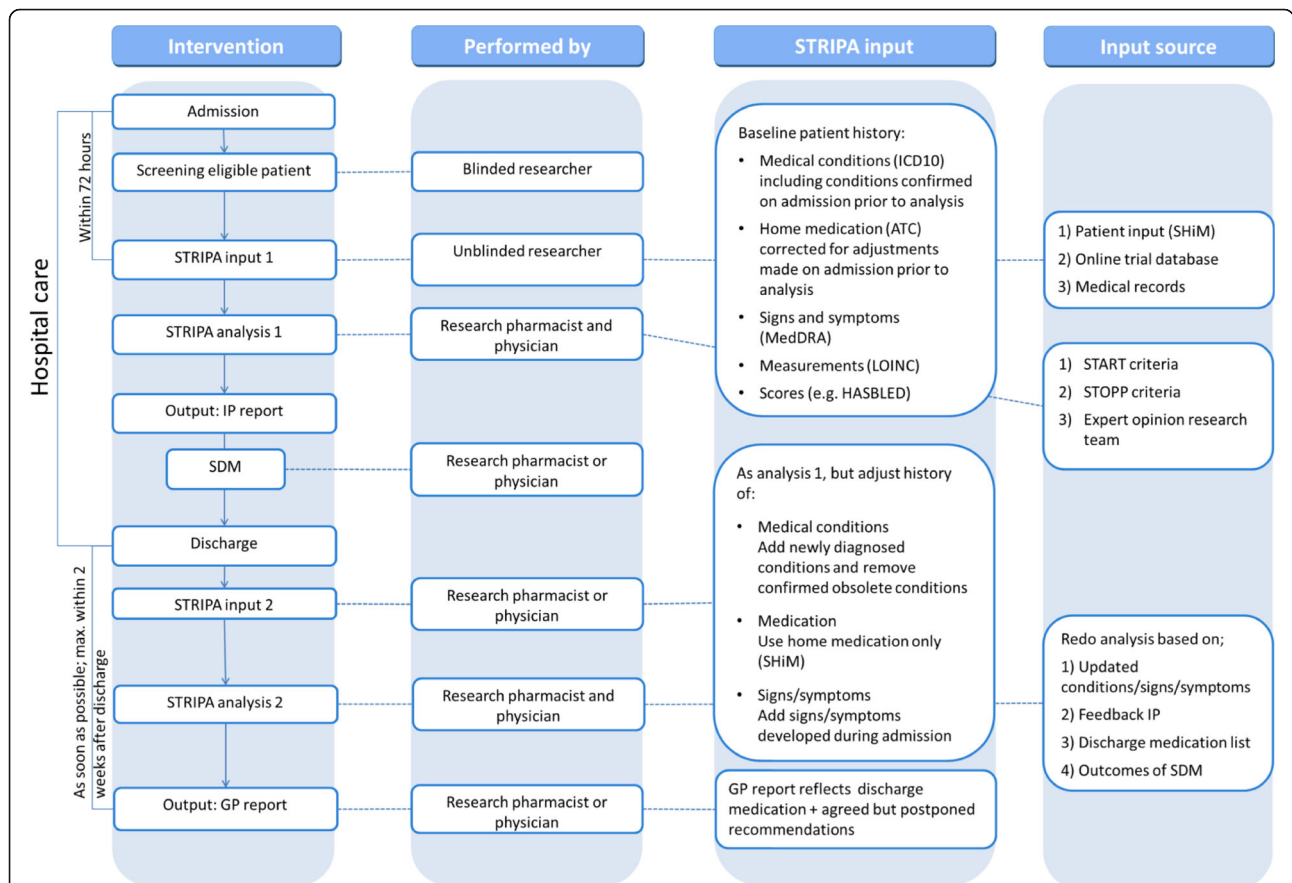 Intervention
Performed by
STRIPA input
Input source
Hospital care
Within 72 hours
As soon as possible; max. within 2
weeks after discharge
Admission
Screening eligible patient
STRIPA input 1
STRIPA analysis 1
Output: IP report
SDM
Discharge
STRIPA input 2
STRIPA analysis 2
Output: GP report
Blinded researcher
Unblinded researcher
Research pharmacist and
physician
Research pharmacist or
physician
Research pharmacist or
physician
Research pharmacist and
physician
Research pharmacist or
physician
Baseline patient history:
• Medical conditions (ICD10)
including conditions confirmed
on admission prior to analysis
• Home medication (ATC)
corrected for adjustments
made on admission prior to
analysis
• Signs and symptoms
(MedDRA)
• Measurements (LOINC)
• Scores (e.g. HASBLED)
As analysis 1, but adjust history
of:
• Medical conditions
Add newly diagnosed
conditions and remove
confirmed obsolete conditions
• Medication
Use home medication only
(SHiM)
• Signs/symptoms
Add signs/symptoms
developed during admission
GP report reflects discharge
medication + agreed but postponed
recommendations
1) Patient input (SHiM)
2) Online trial database
3) Medical records
1) START criteria
2) STOPP criteria
3) Expert opinion research
team
Redo analysis based on;
1) Updated
conditions/signs/symptoms
2) Feedback IP
3) Discharge medication list
4) Outcomes of SDM